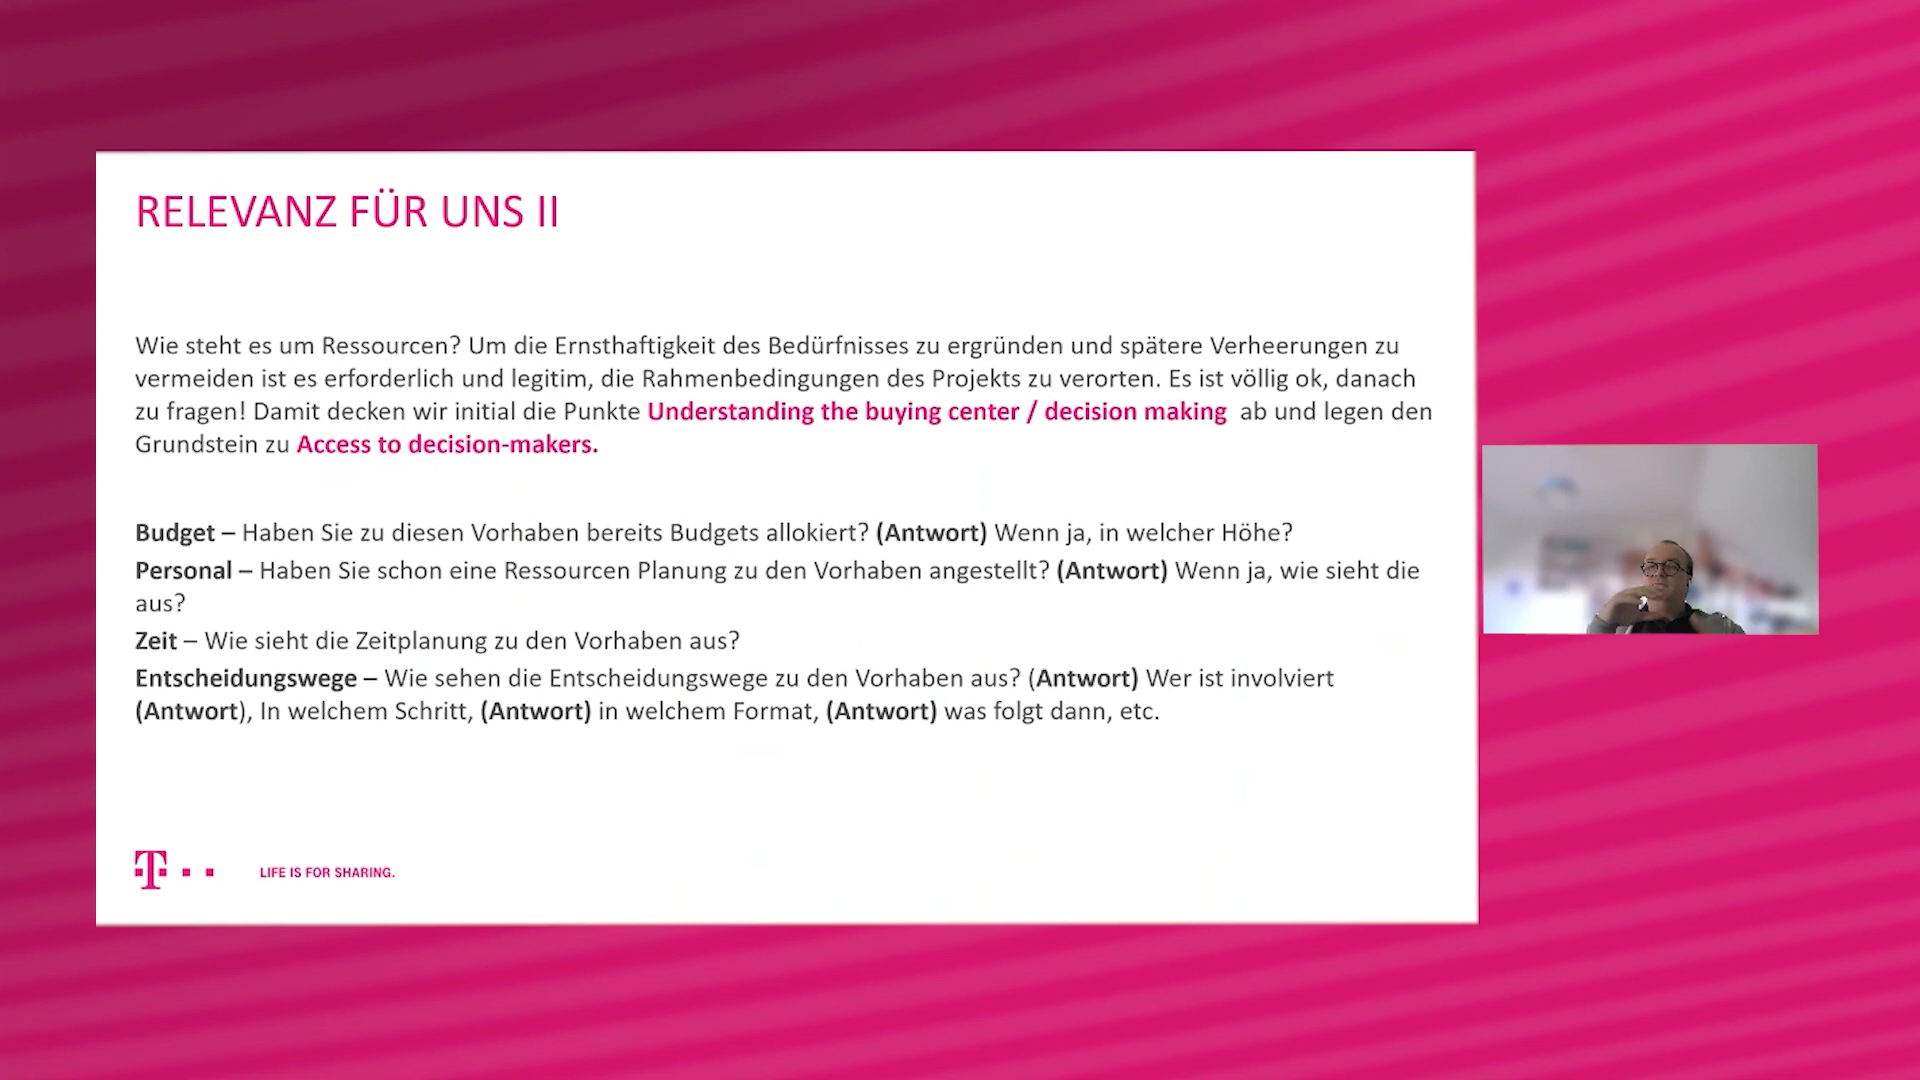 RELEVANZ FÜR UNS II
Wie steht es um Ressourcen? Um die Ernsthaftigkeit des Bedürfnisses zu ergründen und spätere Verheerungen zu
vermeiden ist es erforderlich und legitim, die Rahmenbedingungen des Projekts zu verorten. Es ist völlig ok, danach
zu fragen! Damit decken wir initial die Punkte Understanding the buying center / decision making ab und legen den
Grundstein zu Access to decision-makers.
Budget – Haben Sie zu diesen Vorhaben bereits Budgets allokiert? (Antwort) Wenn ja, in welcher Höhe?
Personal – Haben Sie schon eine Ressourcen Planung zu den Vorhaben angestellt? (Antwort) Wenn ja, wie sieht die
aus?
Zeit – Wie sieht die Zeitplanung zu den Vorhaben aus?
Entscheidungswege – Wie sehen die Entscheidungswege zu den Vorhaben aus? (Antwort) Wer ist involviert
(Antwort), In welchem Schritt, (Antwort) in welchem Format, (Antwort) was folgt dann, etc.
T LIFE IS FOR SHARING.